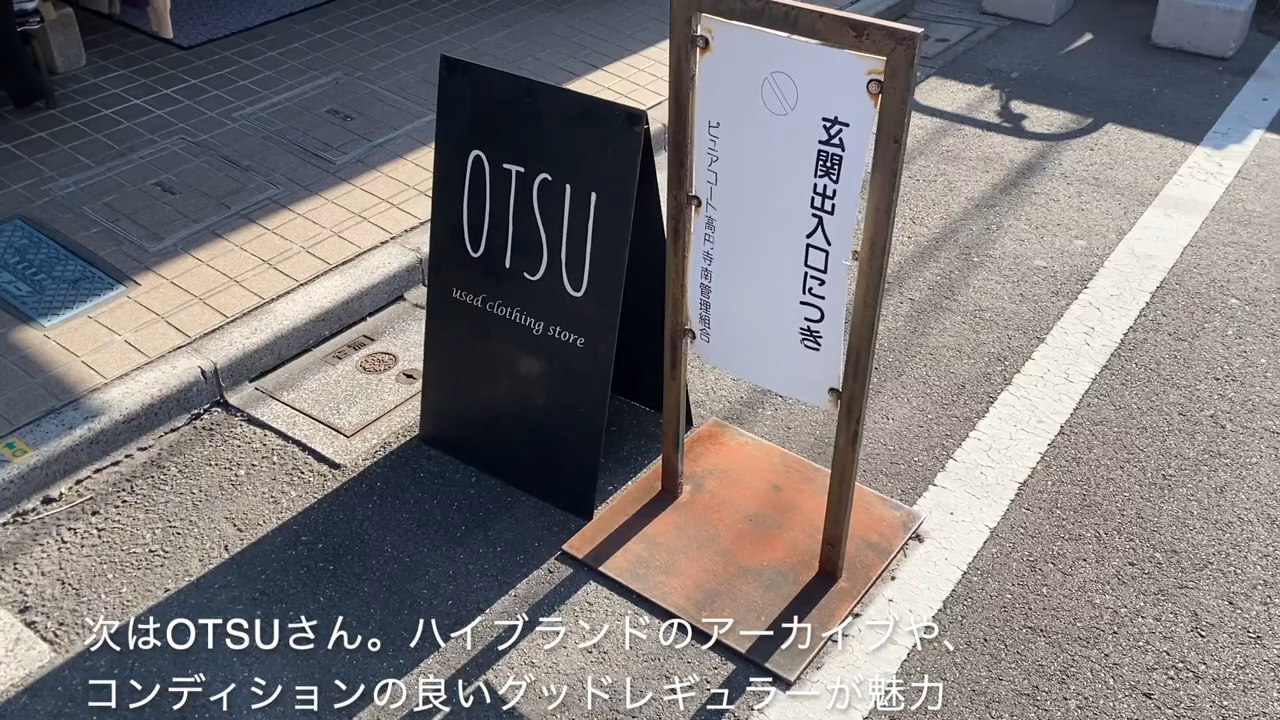 OTSU
used clothing store
玄関出入口につき
ピュアコート高円寺南管理組合
次はOTSUさん。ハイブランドのアーカイブや、
コンディションの良いグッドレギュラーが魅力